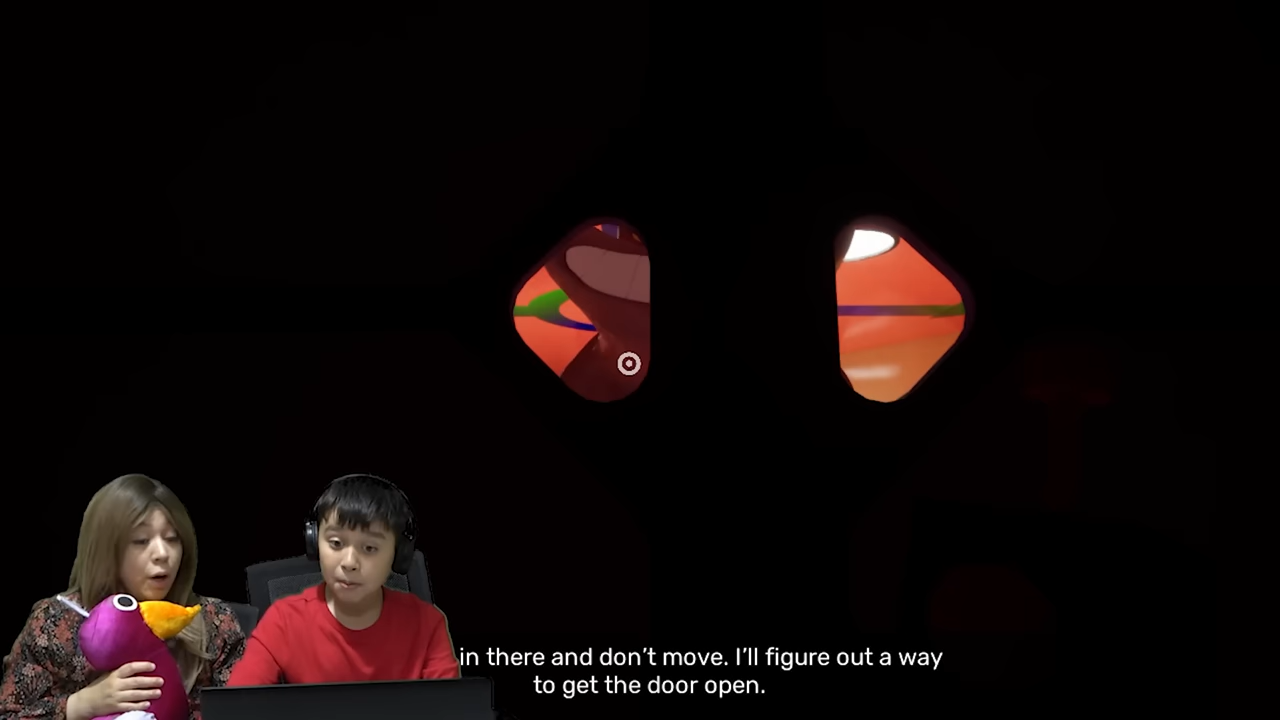 in there and don’t move. I’ll figure out a way
to get the door open.